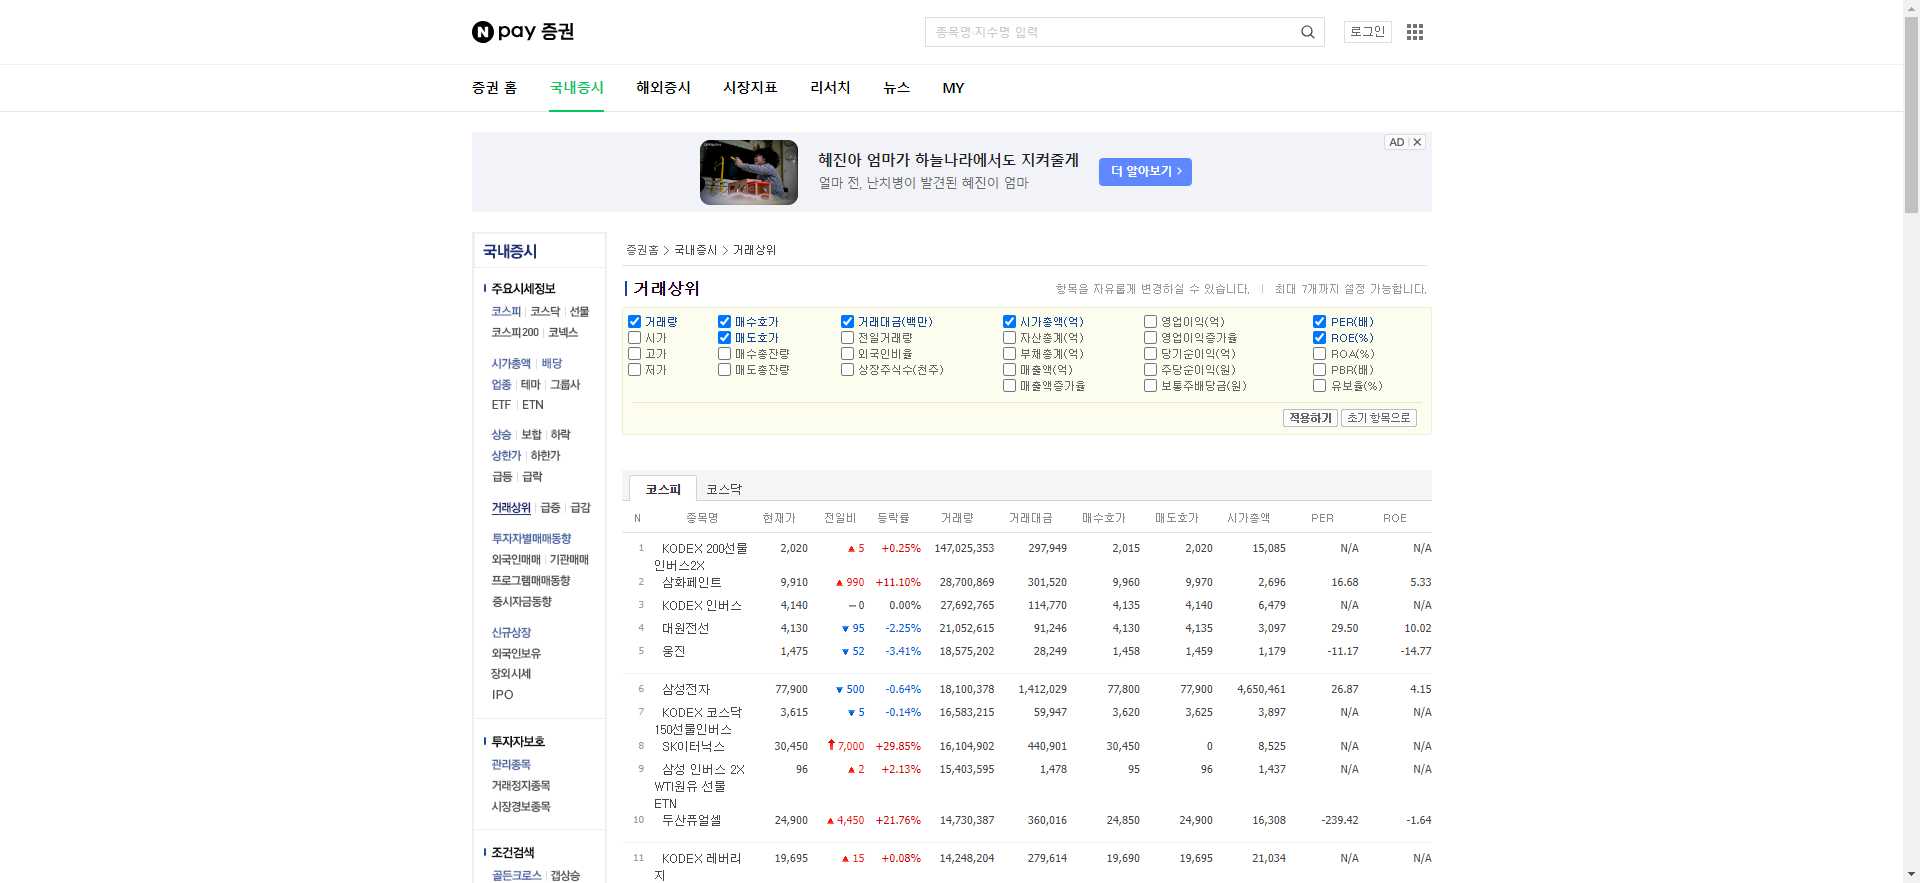 N pay 증권
종목명·지수명 입력
로그인
증권 홈 국내증시 해외증시 시장지표 리서치 뉴스 MY
혜진아 엄마가 하늘나라에서도 지켜줄게
얼마 전, 난치병이 발견된 혜진이 엄마
더 알아보기 >
AD
국내증시
주요시세정보
코스피 | 코스닥 | 선물
코스피200 | 코넥스
시가총액 | 배당
업종 | 테마 | 그룹사
ETF | ETN
상승 | 보합 | 하락
상한가 | 하한가
급등 | 급락
거래상위 | 급증 | 급감
투자자별매매동향
외국인매매 | 기관매매
프로그램매매동향
증시자금동향
신규상장
외국인보유
장외시세
IPO
투자자보호
관리종목
거래정지종목
시장경보종목
조건검색
골든크로스 | 갭상승
증권홈 > 국내증시 > 거래상위
거래상위
항목을 자유롭게 변경하실 수 있습니다. | 최대 7개까지 설정 가능합니다.
거래량 매수호가 거래대금(백만) 시가총액(억) 영업이익(억) PER(배)
시가 매도호가 전일거래량 자산총계(억) 영업이익증가율 ROE(%)
고가 매수총잔량 외국인비율 부채총계(억) 당기순이익(억) ROA(%)
저가 매도총잔량 상장주식수(천주) 매출액(억) 주당순이익(원) PBR(배)
매출액증가율 보통주배당금(원) 유보율(%)
적용하기 초기 항목으로
코스피 코스닥
N 종목명 현재가 전일비 등락률 거래량 거래대금 매수호가 매도호가 시가총액 PER ROE
1 KODEX 200선물 2,020 ▲ 5 +0.25% 147,025,353 297,949 2,015 2,020 15,085 N/A N/A
인버스2X
2 삼화페인트 9,910 ▲ 990 +11.10% 28,700,869 301,520 9,960 9,970 2,696 16.68 5.33
3 KODEX 인버스 4,140 – 0 0.00% 27,692,765 114,770 4,135 4,140 6,479 N/A N/A
4 대원전선 4,130 ▼ 95 -2.25% 21,052,615 91,246 4,130 4,135 3,097 29.50 10.02
5 웅진 1,475 ▼ 52 -3.41% 18,575,202 28,249 1,458 1,459 1,179 -11.17 -14.77
6 삼성전자 77,900 ▼ 500 -0.64% 18,100,378 1,412,029 77,800 77,900 4,650,461 26.87 4.15
7 KODEX 코스닥 3,615 ▼ 5 -0.14% 16,583,215 59,947 3,620 3,625 3,897 N/A N/A
150선물인버스
8 SK이터닉스 30,450 ↑ 7,000 +29.85% 16,104,902 440,901 30,450 0 8,525 N/A N/A
9 삼성 인버스 2X 96 ▲ 2 +2.13% 15,403,595 1,478 95 96 1,437 N/A N/A
WTI원유 선물
ETN
10 두산퓨얼셀 24,900 ▲ 4,450 +21.76% 14,730,387 360,016 24,850 24,900 16,308 -239.42 -1.64
11 KODEX 레버리 19,695 ▲ 15 +0.08% 14,248,204 279,614 19,690 19,695 21,034 N/A N/A
지